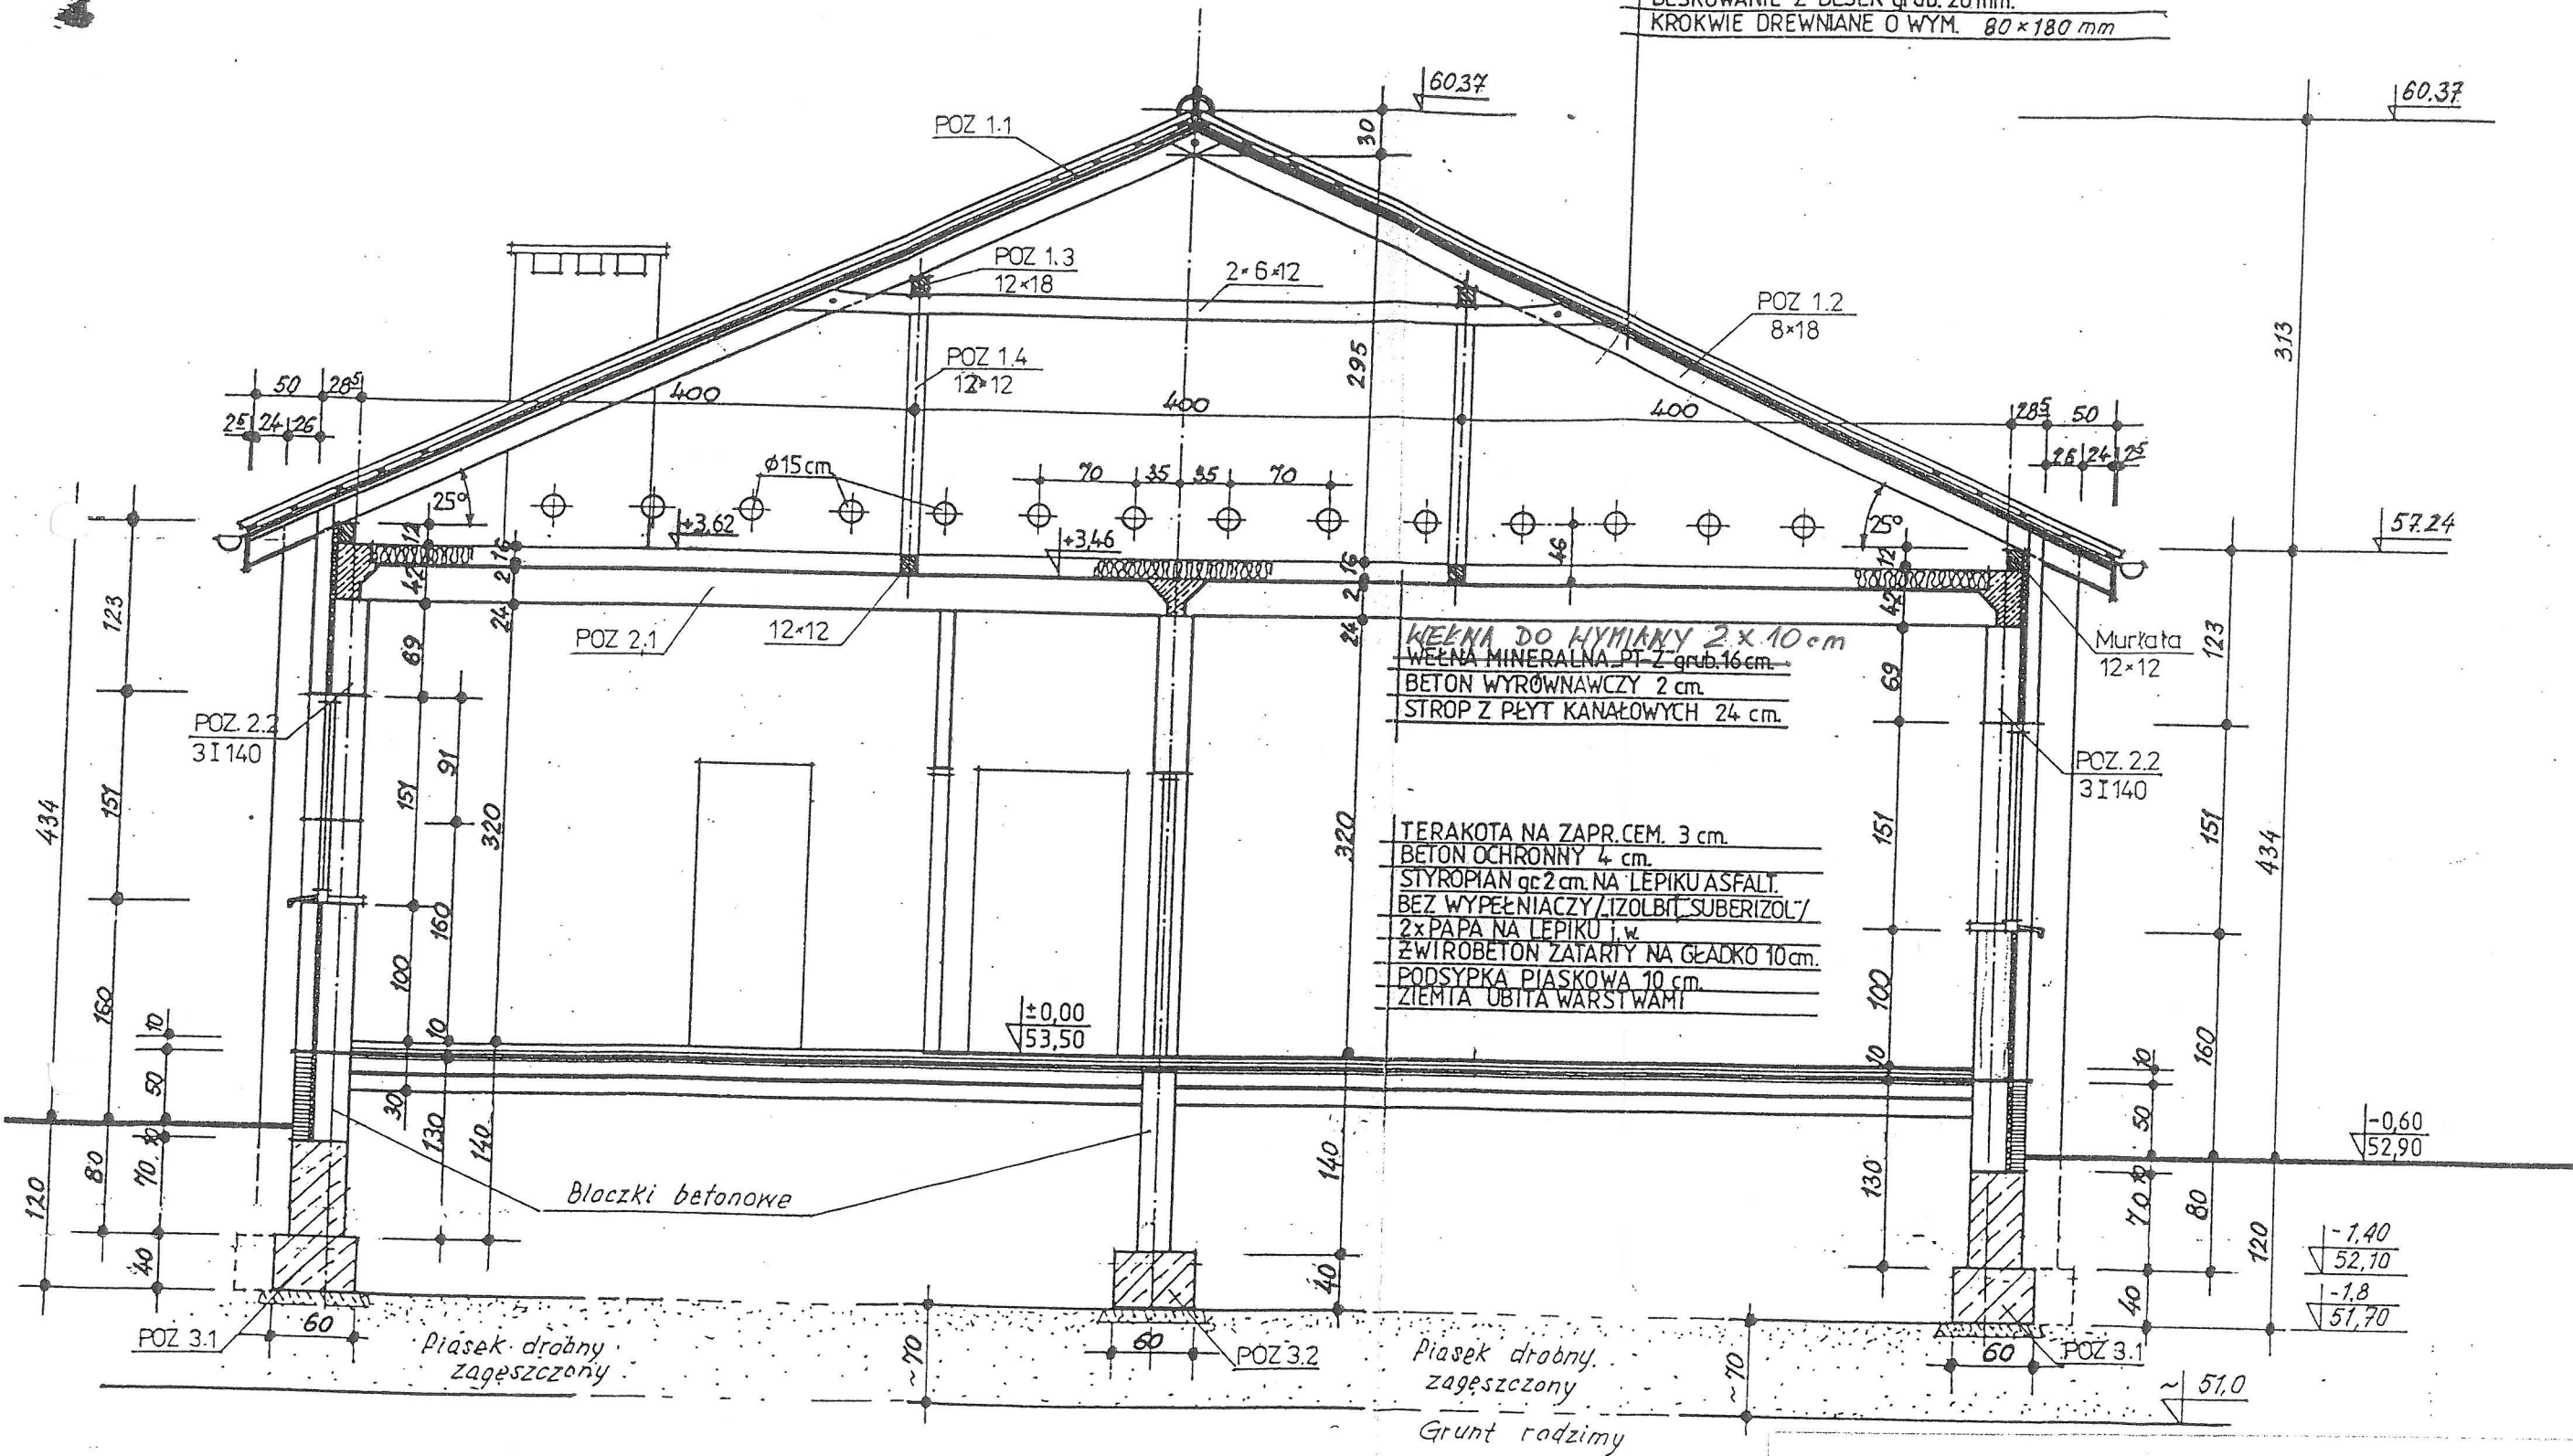 DESKOWANIE Z DESEK grub. 20 mm.
KROKWIE DREWNIANE O WYM. 80×180 mm
60.37
60.37
30
POZ 1.1
POZ 1.3
12×18
2×6×12
POZ 1.2
8×18
313
POZ 1.4
12×12
295
50 28⁵
400
400
400
28⁵ 50
2⁵ 24 26
26 24 2⁵
ϕ15cm
70 35 35 70
25°
25°
+3,62
+3,46
46
57.24
12
42
16
2
24
16
2
24
12
42
POZ 2.1
12×12
WEŁNA DO WYMIANY 2×10cm
WEŁNA MINERALNA PT-Z grub. 16 cm.
BETON WYRÓWNAWCZY 2 cm.
STROP Z PŁYT KANAŁOWYCH 24 cm.
Murłata
12×12
123
69
69
123
POZ. 2.2
3I140
POZ. 2.2
3I140
434
151
151
91
320
320
151
151
434
TERAKOTA NA ZAPR.CEM. 3 cm.
BETON OCHRONNY 4 cm.
STYROPIAN gr 2 cm. NA LEPIKU ASFALT.
BEZ WYPEŁNIACZY /"IZOLBIT, SUBERIZOL"/
2×PAPA NA LEPIKU j.w.
ŻWIROBETON ZATARTY NA GŁADKO 10 cm.
PODSYPKA PIASKOWA 10 cm.
ZIEMIA UBITA WARSTWAMI
160
100
160
100
160
±0,00
53,50
10
50
10
30
130
140
10
10
50
-0,60
52,90
120
80
70
10
140
130
70
10
80
120
Bloczki betonowe
-1,40
52,10
-1,8
51,70
40
40
40
POZ 3.1
60
60
POZ 3.2
60
POZ 3.1
Piasek drobny
zagęszczony
~70
Piasek drobny
zagęszczony
~70
~ 51,0
Grunt rodzimy